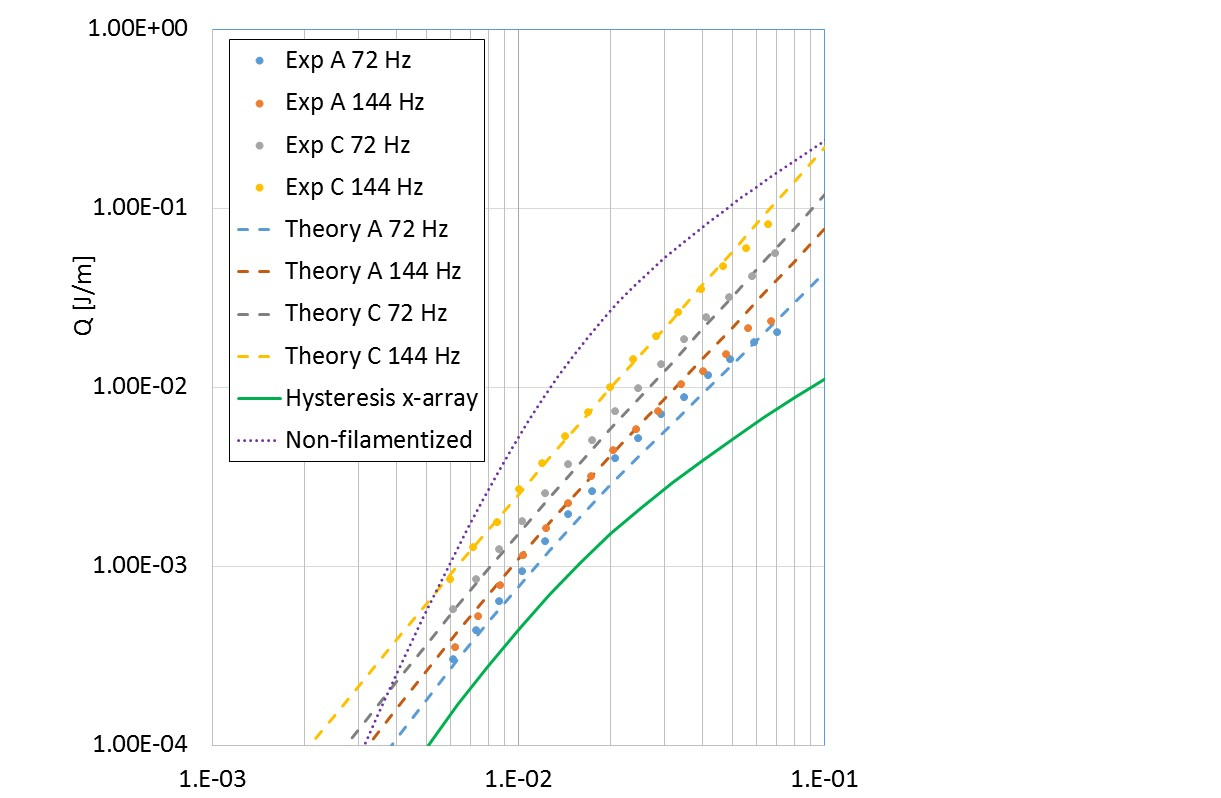 1.00E+00
Exp A 72 Hz
Exp A 144 Hz
Exp C 72 Hz
Exp C 144 Hz
1.00E-01
Theory A 72 Hz
Theory A 144 Hz
Q [J/m]
Theory C 72 Hz
Theory C 144 Hz
1.00E-02
Hysteresis x-array
Non-filamentized
1.00E-03
1.00E-04
1.E-03 1.E-02 1.E-01